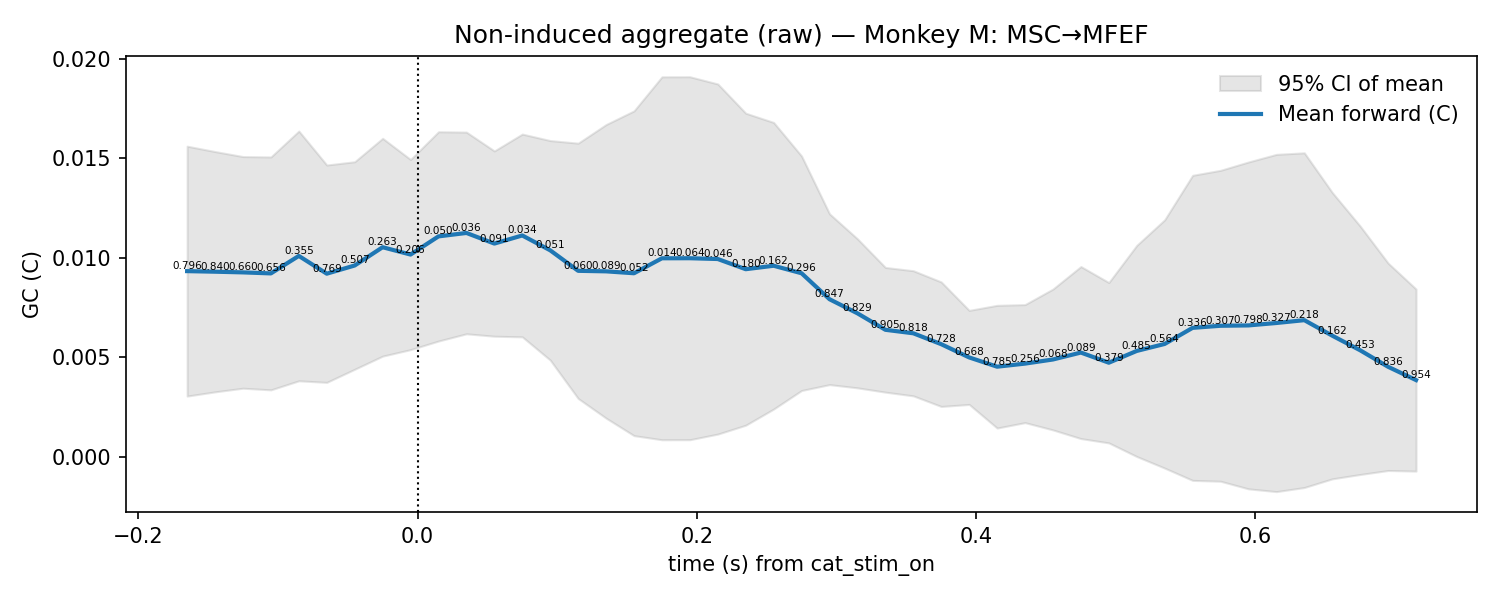 Non-induced aggregate (raw) — Monkey M: MSC→MFEF
GC (C)
0.020
0.015
0.010
0.005
0.000
95% CI of mean
Mean forward (C)
0.796 0.840 0.660 0.656 0.355 0.769 0.507 0.263 0.205 0.050 0.036 0.091 0.034 0.051 0.060 0.089 0.052 0.014 0.064 0.046 0.180 0.162 0.296 0.847 0.829 0.905 0.818 0.728 0.668 0.785 0.256 0.068 0.089 0.379 0.485 0.564 0.336 0.307 0.798 0.327 0.218 0.162 0.453 0.836 0.954
−0.2 0.0 0.2 0.4 0.6
time (s) from cat_stim_on